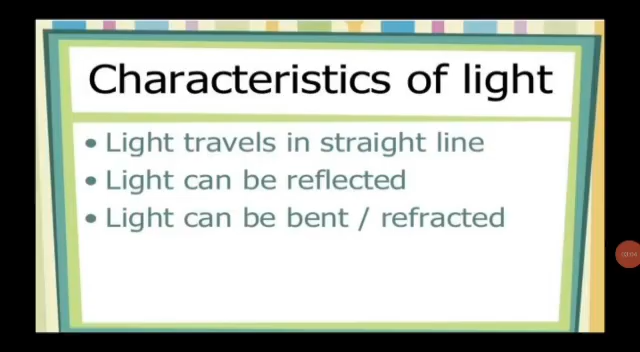 Characteristics of light
• Light travels in straight line
• Light can be reflected
• Light can be bent / refracted